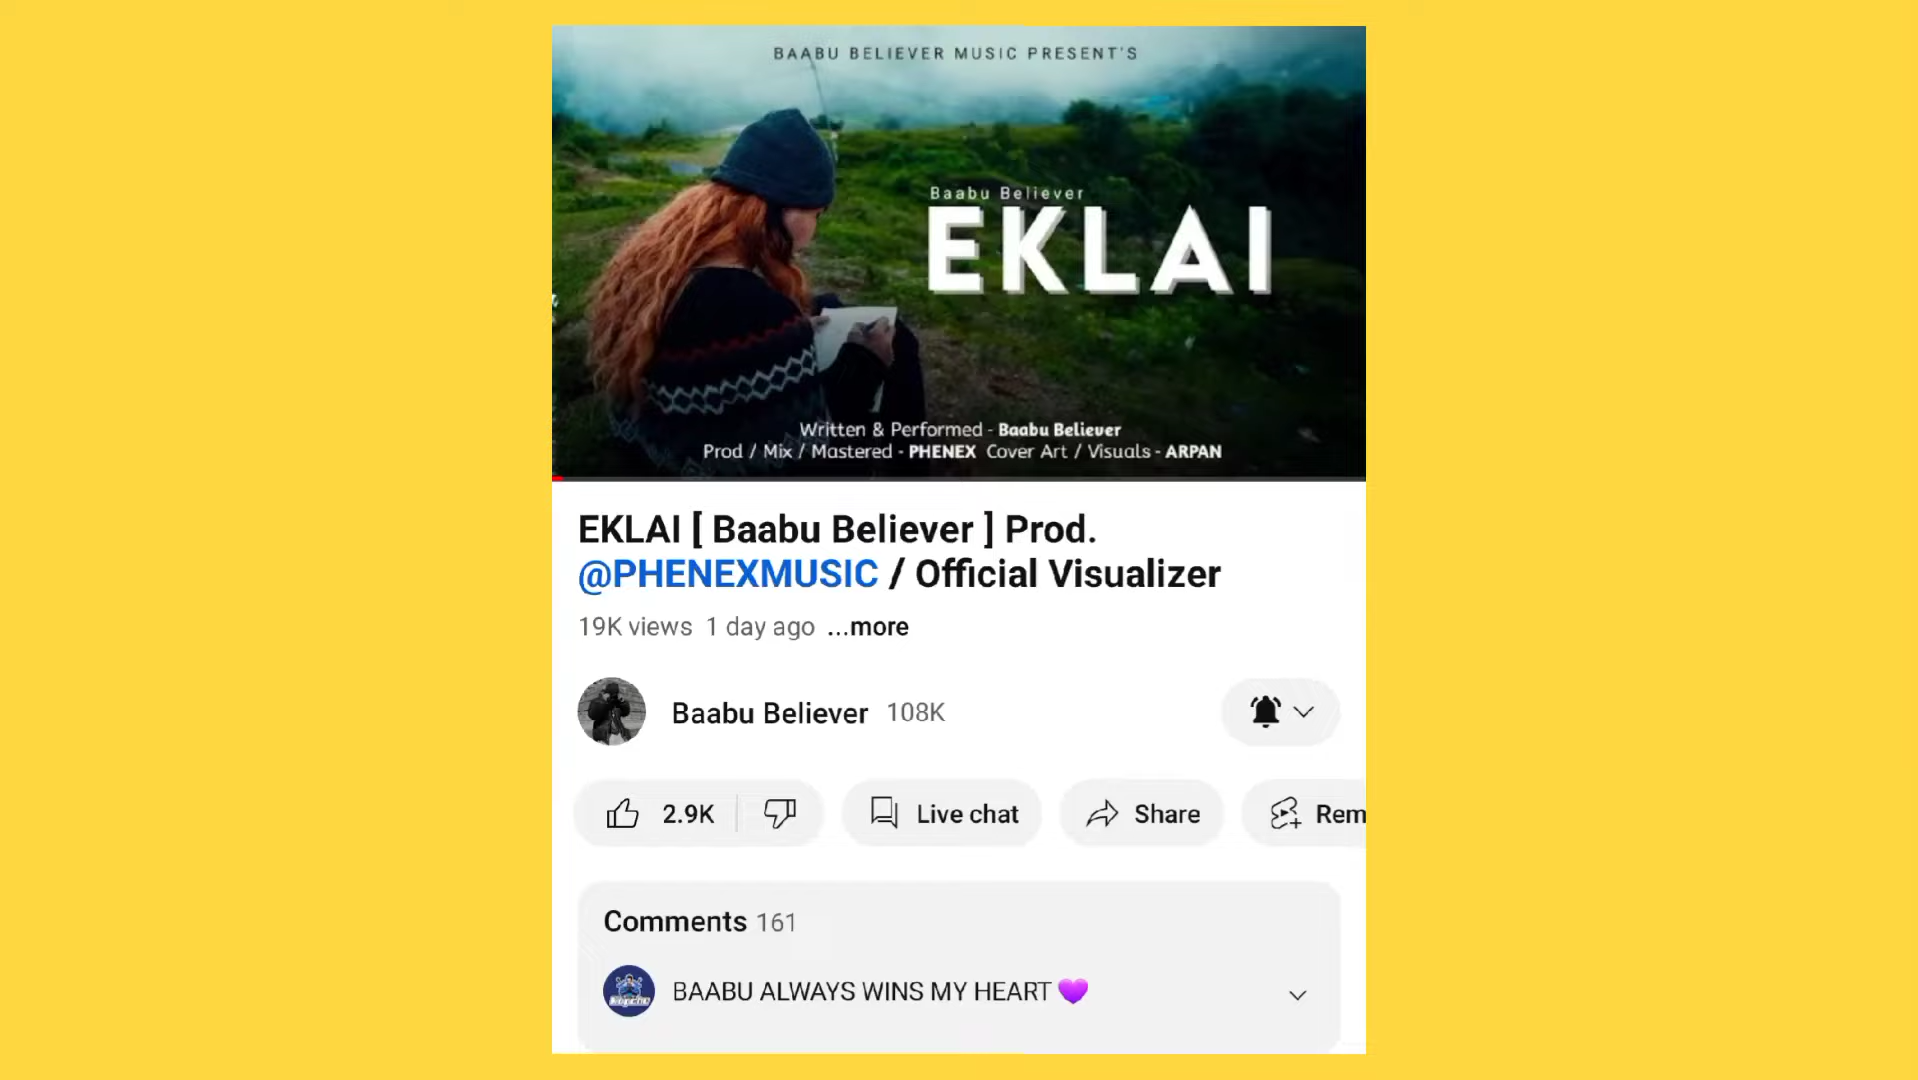 BAABU BELIEVER MUSIC PRESENT'S
Baabu Believer
EKLAI
Written & Performed - Baabu Believer
Prod / Mix / Mastered - PHENEX Cover Art / Visuals - ARPAN
EKLAI [ Baabu Believer ] Prod.
@PHENEXMUSIC / Official Visualizer
19K views 1 day ago ...more
Baabu Believer 108K
2.9K Live chat Share Rem
Comments 161
BAABU ALWAYS WINS MY HEART 💜